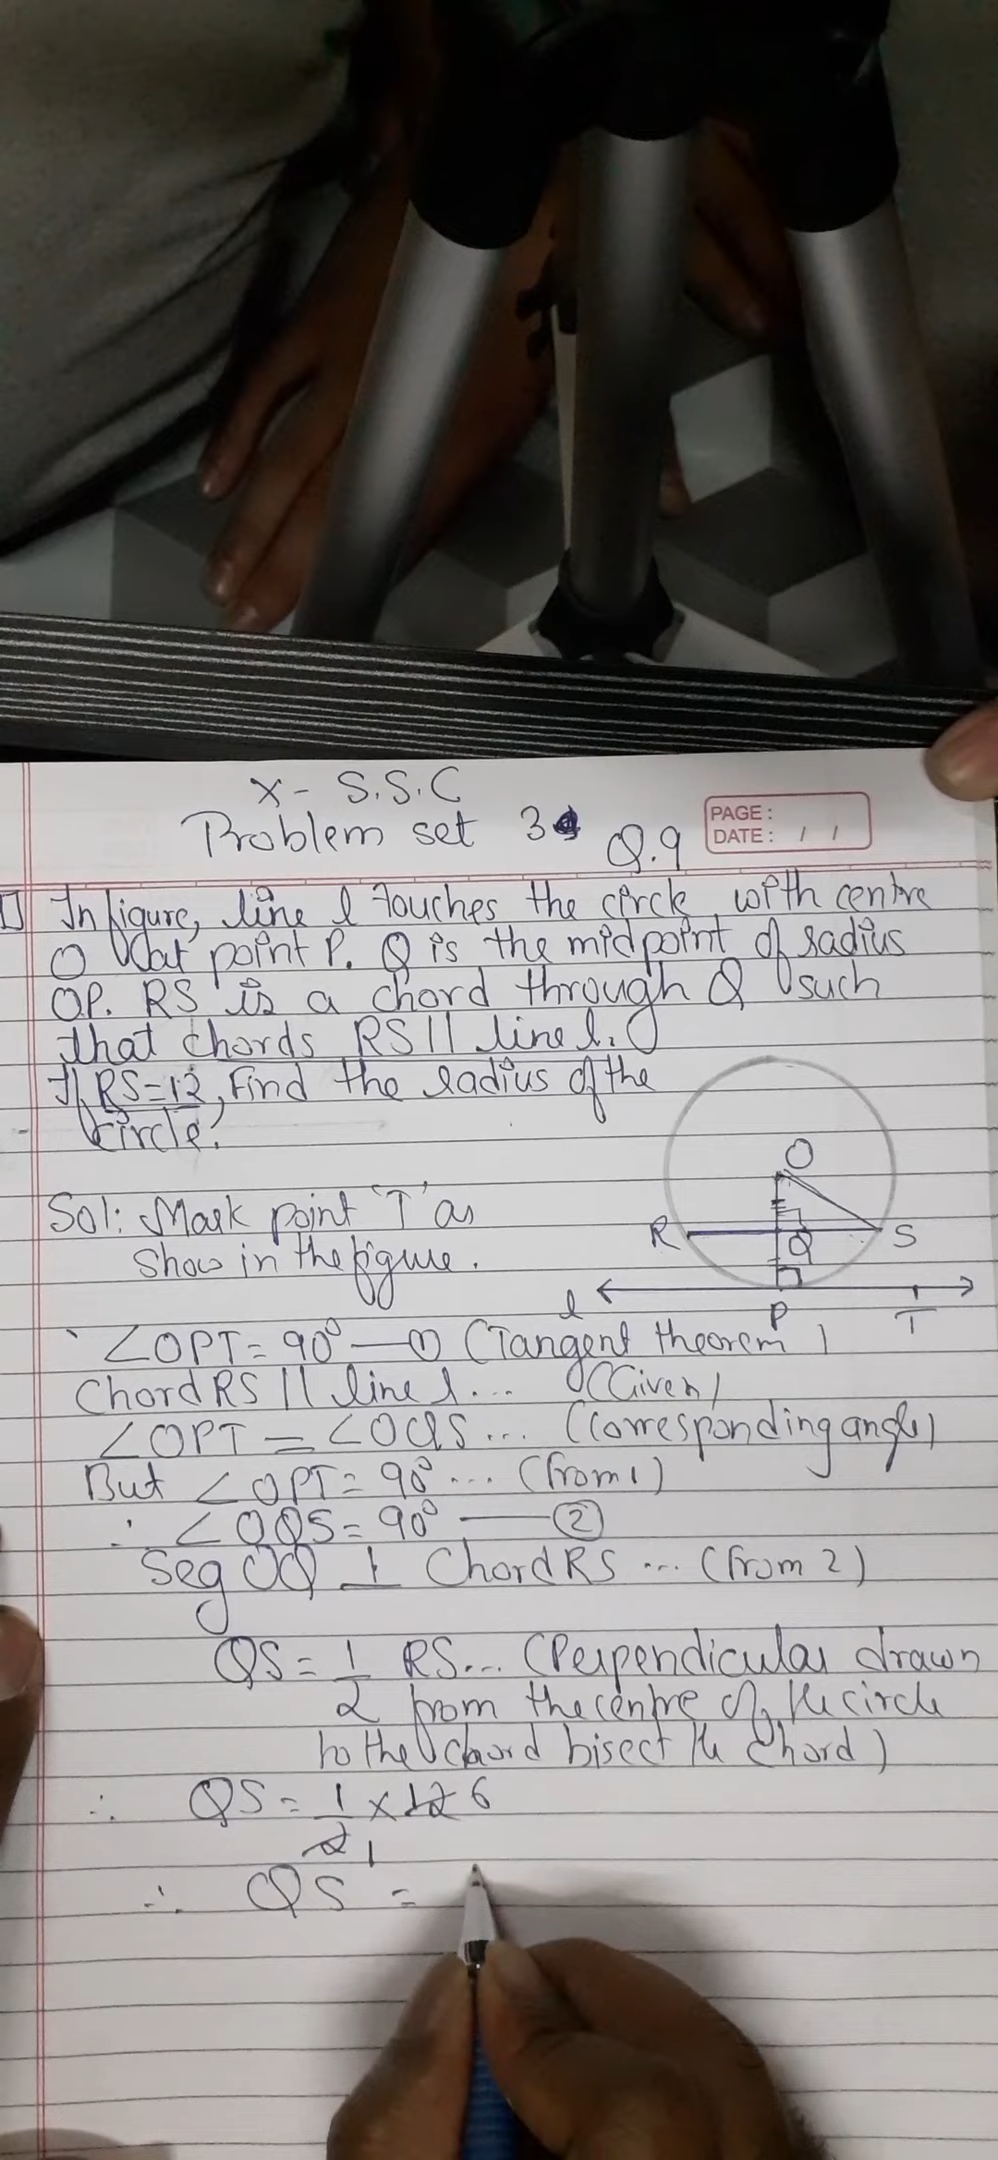 X- S.S.C
Problem set 3 Q.9
PAGE:
DATE: / /
In figure, line l touches the circle with centre
O at point P. Q is the midpoint of radius
OP. RS is a chord through Q such
that chords RS || line l.
If RS=12, Find the radius of the
circle.
O
R
Q
S
l
P
T
Sol: Mark point 'T' as
Show in the figure.
∠OPT= 90° — ① (Tangent theorem)
Chord RS || line l... (Given)
∠OPT = ∠OQS... (Corresponding angle)
But ∠OPT= 90° ... (from 1)
∴ ∠OQS= 90° — ②
Seg OQ ⊥ Chord RS ... (from 2)
QS= 1/2 RS... (Perpendicular drawn
from the centre of the circle
to the chord bisect the chord)
∴ QS= 1/2 × 12 6
1
∴ QS =